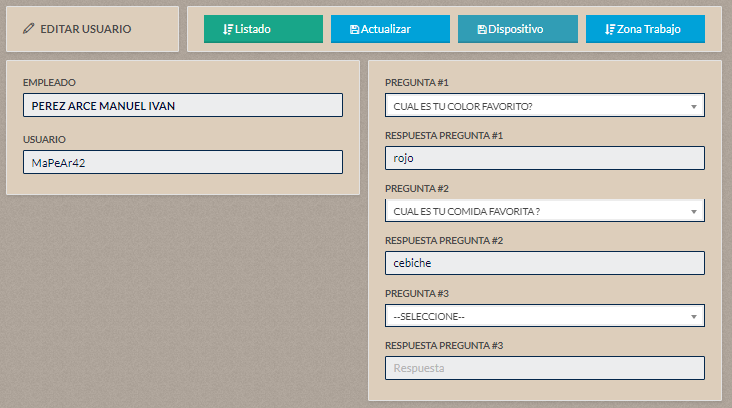 EDITAR USUARIO
Listado
Actualizar
Dispositivo
Zona Trabajo
EMPLEADO
PEREZ ARCE MANUEL IVAN
USUARIO
MaPeAr42
PREGUNTA #1
CUAL ES TU COLOR FAVORITO?
RESPUESTA PREGUNTA #1
rojo
PREGUNTA #2
CUAL ES TU COMIDA FAVORITA ?
RESPUESTA PREGUNTA #2
cebiche
PREGUNTA #3
--SELECCIONE--
RESPUESTA PREGUNTA #3
Respuesta